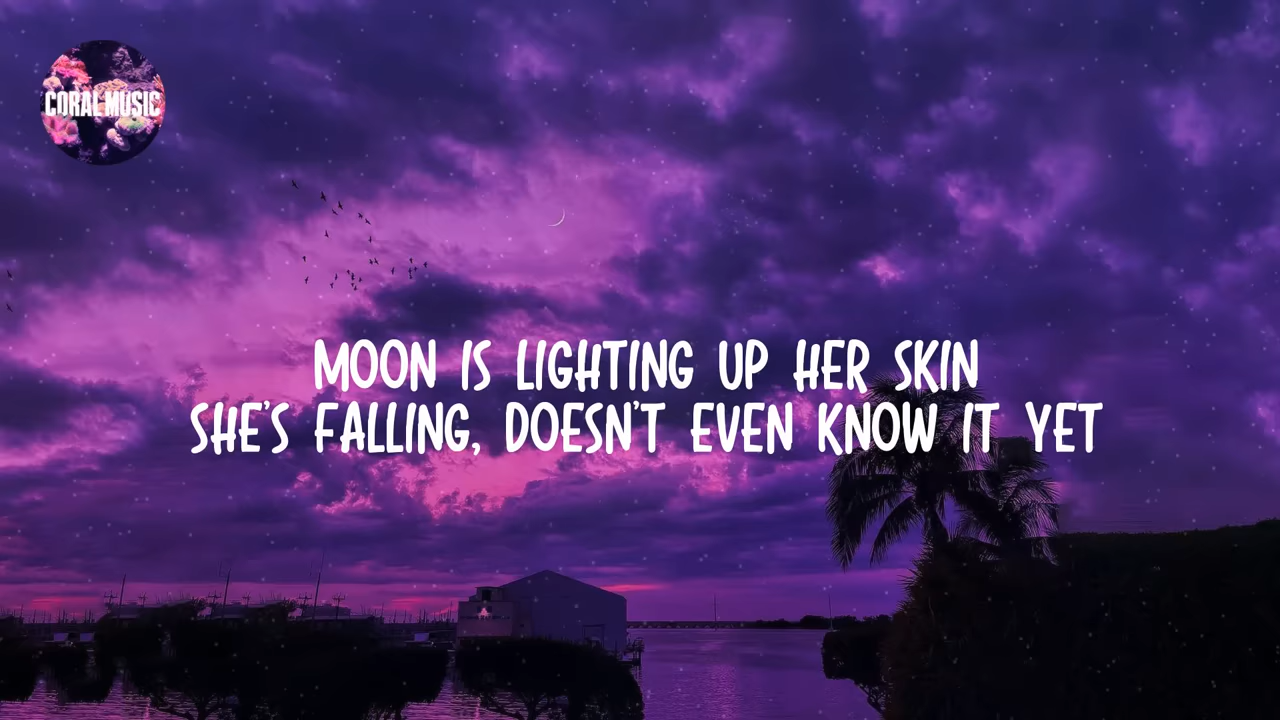 CORAL MUSIC
MOON IS LIGHTING UP HER SKIN
SHE'S FALLING, DOESN'T EVEN KNOW IT YET